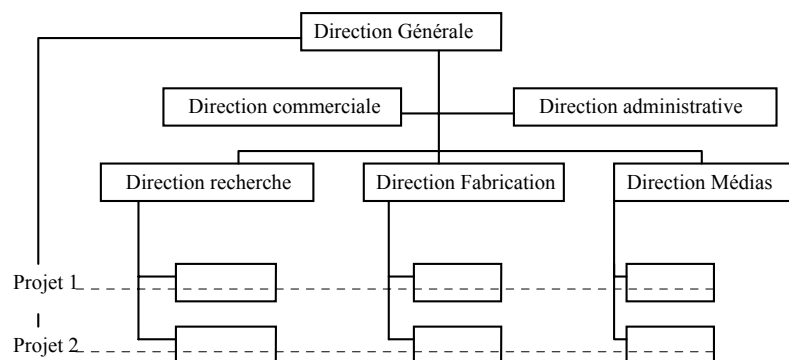 Direction Générale
Direction commerciale
Direction administrative
Direction recherche
Direction Fabrication
Direction Médias
Projet 1
Projet 2